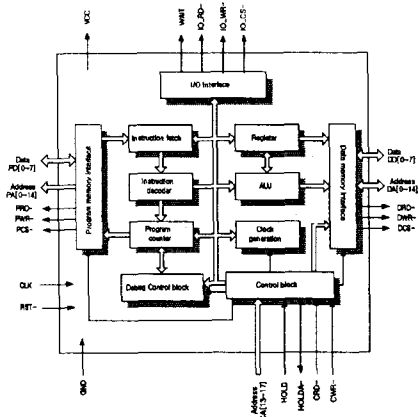 VCC
WAIT
IO_RD-
IO_WR-
IO_CS-
I/O Interface
Program memory interface
Instruction fetch
Register
Data memory interface
Data
PD[0-7]
Data
DD[0-7]
Instruction decoder
ALU
Address
PA[0-14]
Address
DA[0-14]
PRD-
PWR-
PCS-
Program counter
Clock generation
DRD-
DWR-
DCS-
CLK
RST-
Debug Control block
Control block
GND
Address
CA[13-17]
HOLD
HOLDA-
CRD-
CWR-